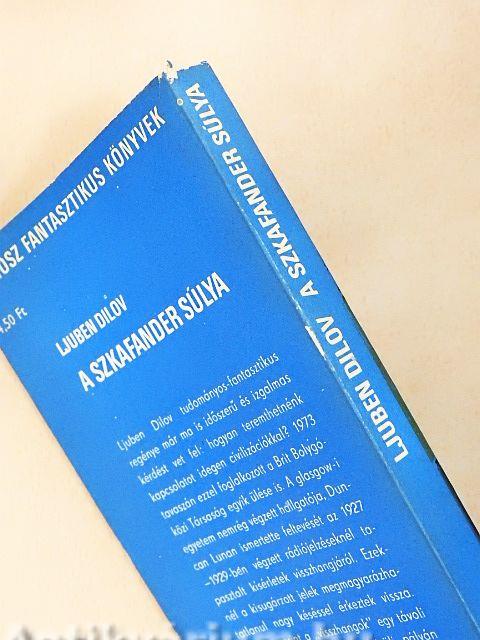 FANTASZTIKUS KÖNYVEK
,50 Ft
LJUBEN DILOV
A SZKAFANDER SÚLYA
Ljuben Dilov tudományos-fantasztikus
regénye már ma is időszerű és izgalmas
kérdést vet fel: hogyan teremthetnénk
kapcsolatot idegen civilizációkkal? 1973
tavaszán ezzel foglalkozott a Brit Bolygó-
közi Társaság egyik ülése is. A glasgow-i
egyetem nemrég végzett hallgatója, Dun-
can Lunan ismertette feltevését az 1927
–1929-ben végzett rádiójelzéseknél ta-
pasztalt kísérletek visszhangjáról. Ezek-
nél a kisugárzott jelek megmagyarázha-
tatlanul nagy késéssel érkeztek vissza.
a „visszhangok" egy távoli
LJUBEN DILOV A SZKAFANDER SÚLYA